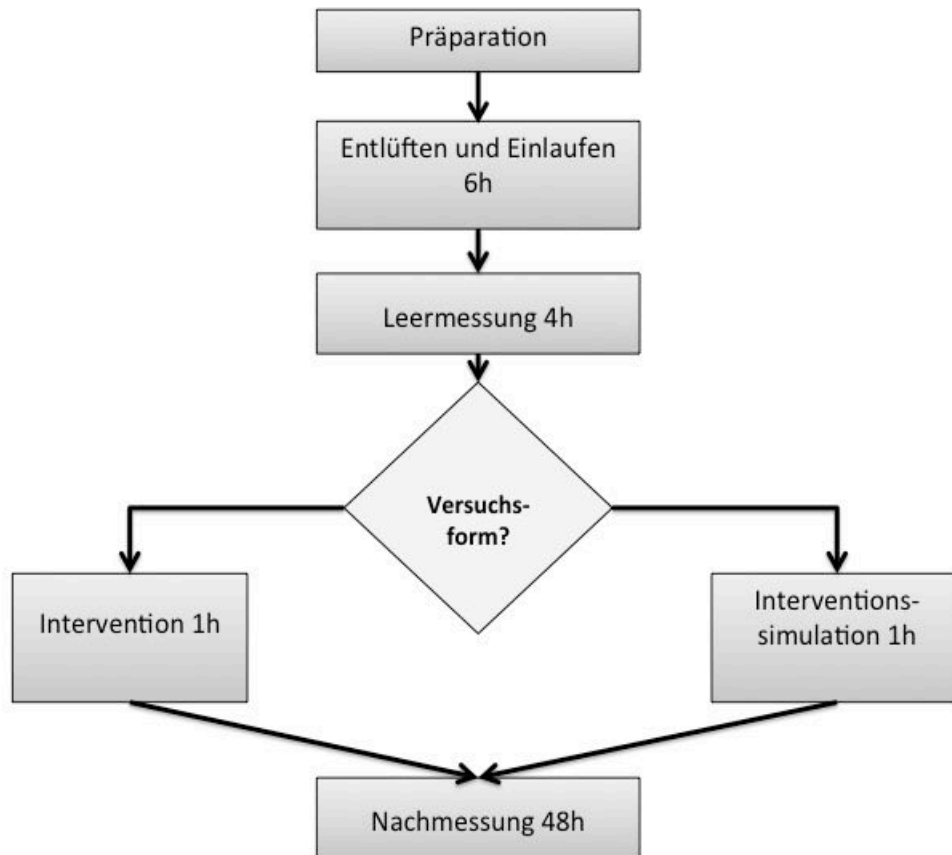 Präparation
Entlüften und Einlaufen
6h
Leermessung 4h
Versuchs-
form?
Intervention 1h
Interventions-
simulation 1h
Nachmessung 48h